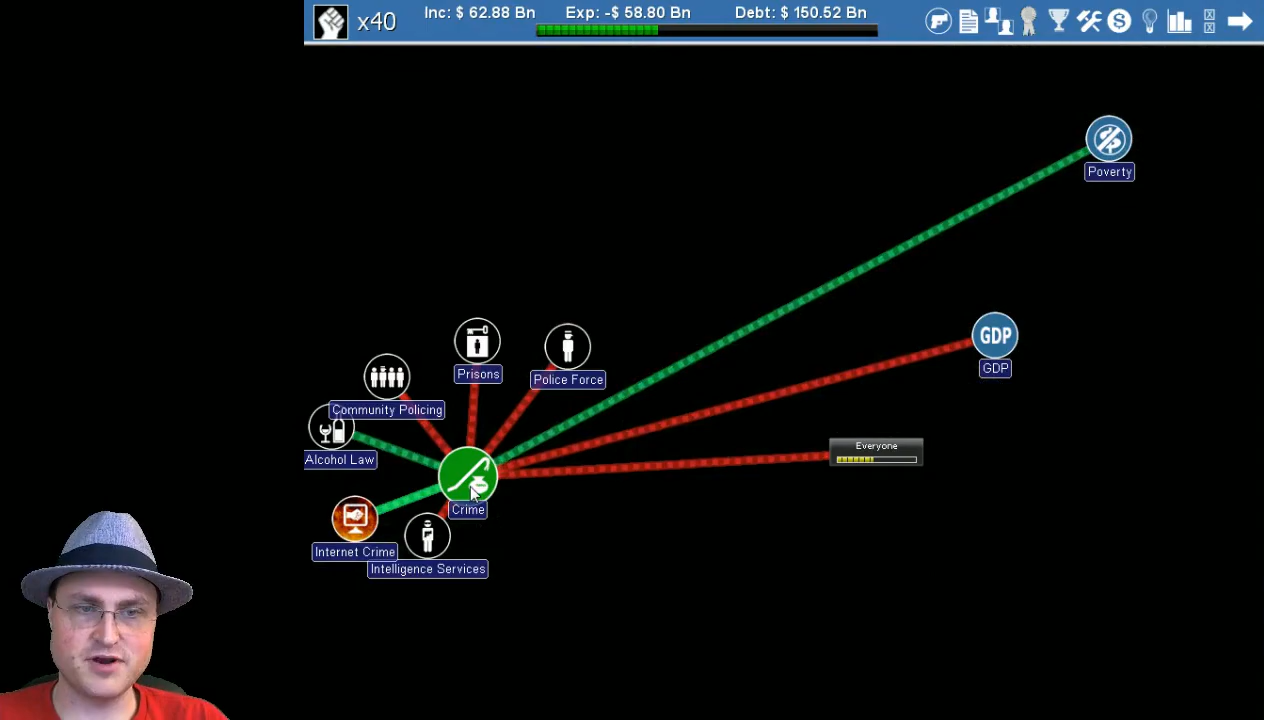 x40
Inc: $ 62.88 Bn
Exp: -$ 58.80 Bn
Debt: $ 150.52 Bn
Poverty
GDP
GDP
Prisons
Police Force
Community Policing
Alcohol Law
Everyone
Crime
Internet Crime
Intelligence Services